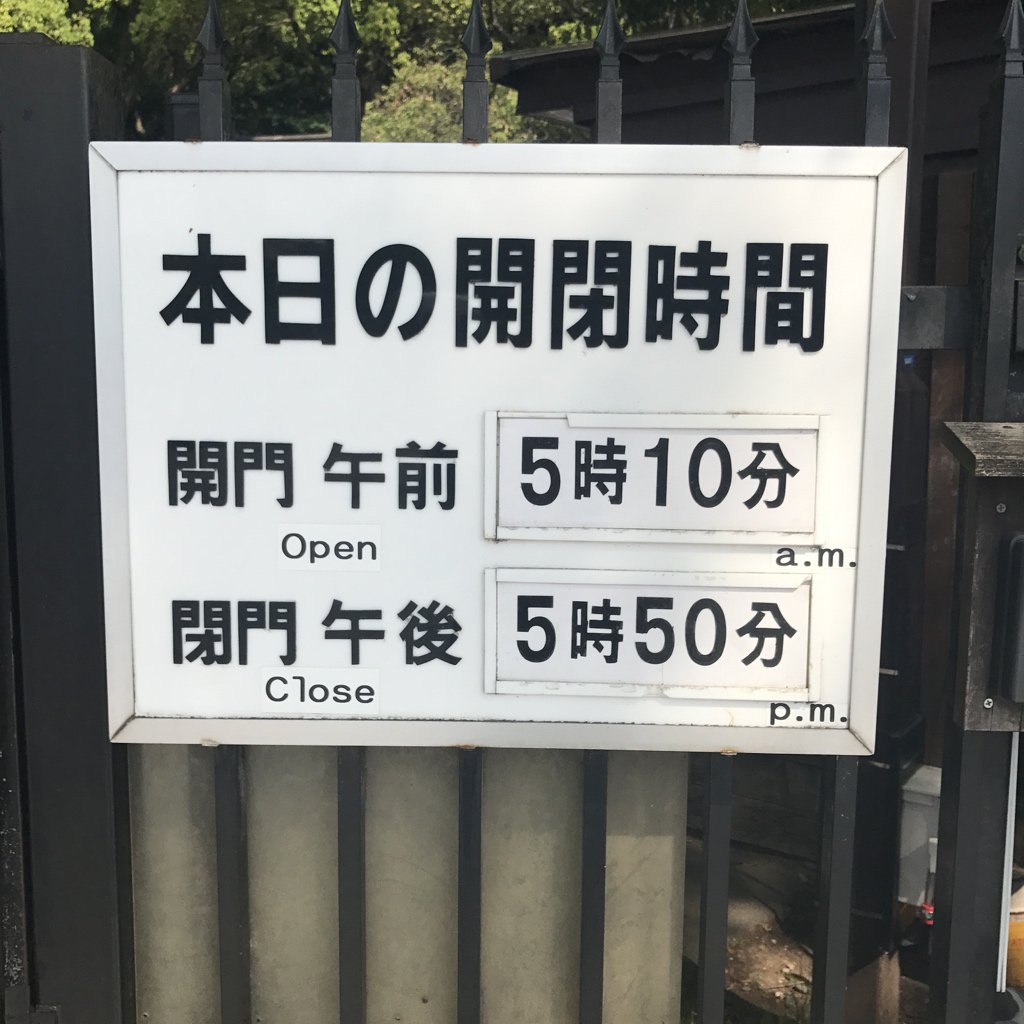 本日の開閉時間
開門 午前 5時10分
Open a.m.
閉門 午後 5時50分
Close p.m.